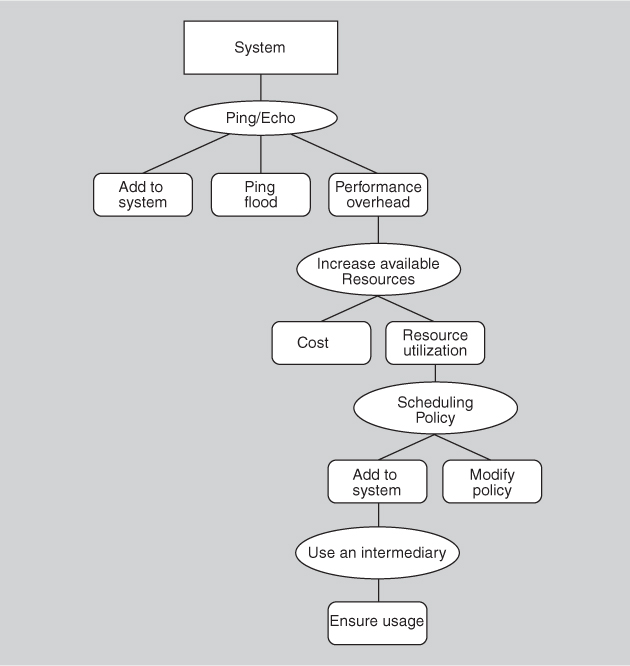 System
Ping/Echo
Add to
system
Ping
flood
Performance
overhead
Increase available
Resources
Cost
Resource
utilization
Scheduling
Policy
Add to
system
Modify
policy
Use an intermediary
Ensure usage